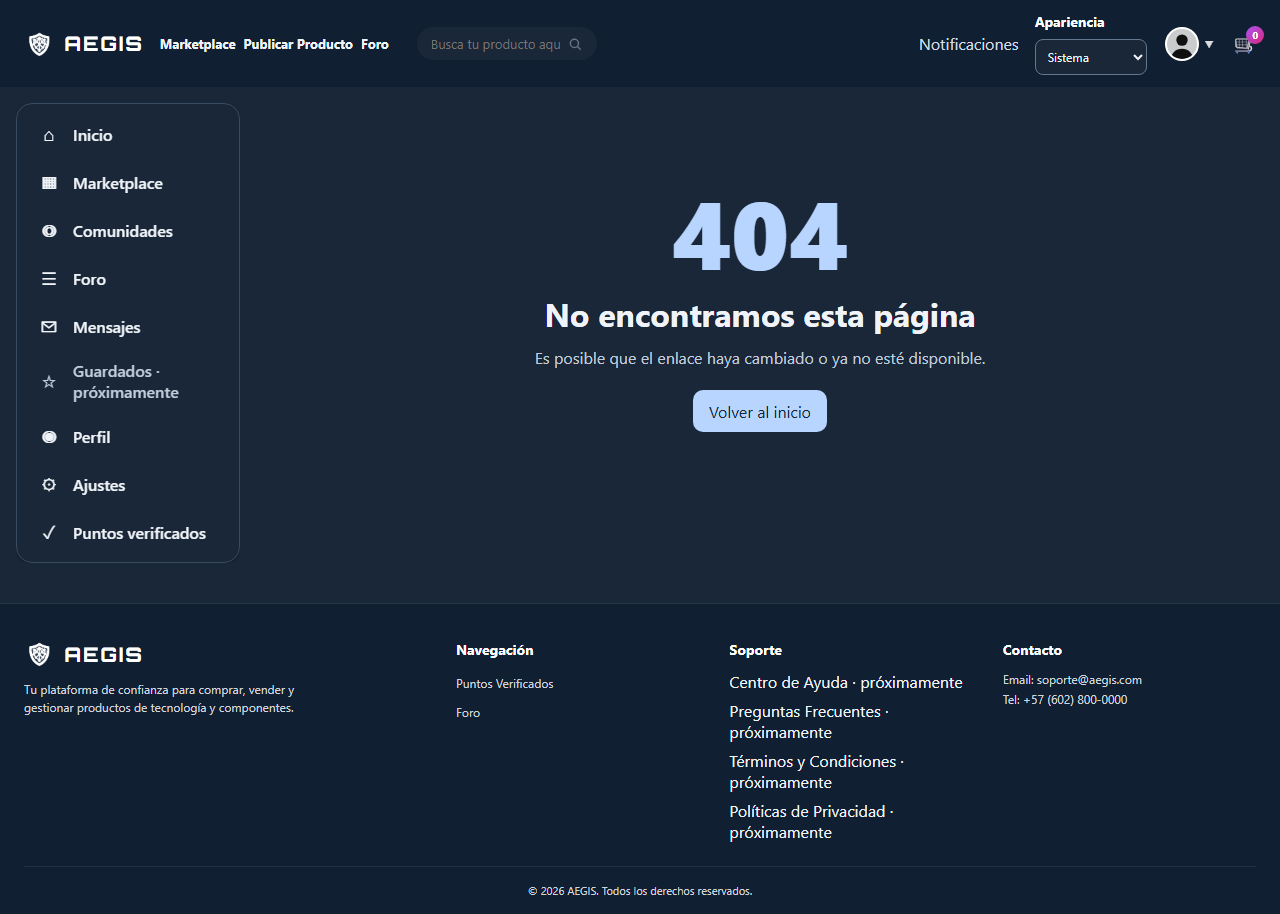 AEGIS
Marketplace Publicar Producto Foro
Busca tu producto aqu
Notificaciones
Apariencia
Sistema
0
Inicio
Marketplace
Comunidades
Foro
Mensajes
Guardados ·
próximamente
Perfil
Ajustes
Puntos verificados
404
No encontramos esta página
Es posible que el enlace haya cambiado o ya no esté disponible.
Volver al inicio
AEGIS
Tu plataforma de confianza para comprar, vender y
gestionar productos de tecnología y componentes.
Navegación
Puntos Verificados
Foro
Soporte
Centro de Ayuda · próximamente
Preguntas Frecuentes ·
próximamente
Términos y Condiciones ·
próximamente
Políticas de Privacidad ·
próximamente
Contacto
Email: soporte@aegis.com
Tel: +57 (602) 800-0000
© 2026 AEGIS. Todos los derechos reservados.